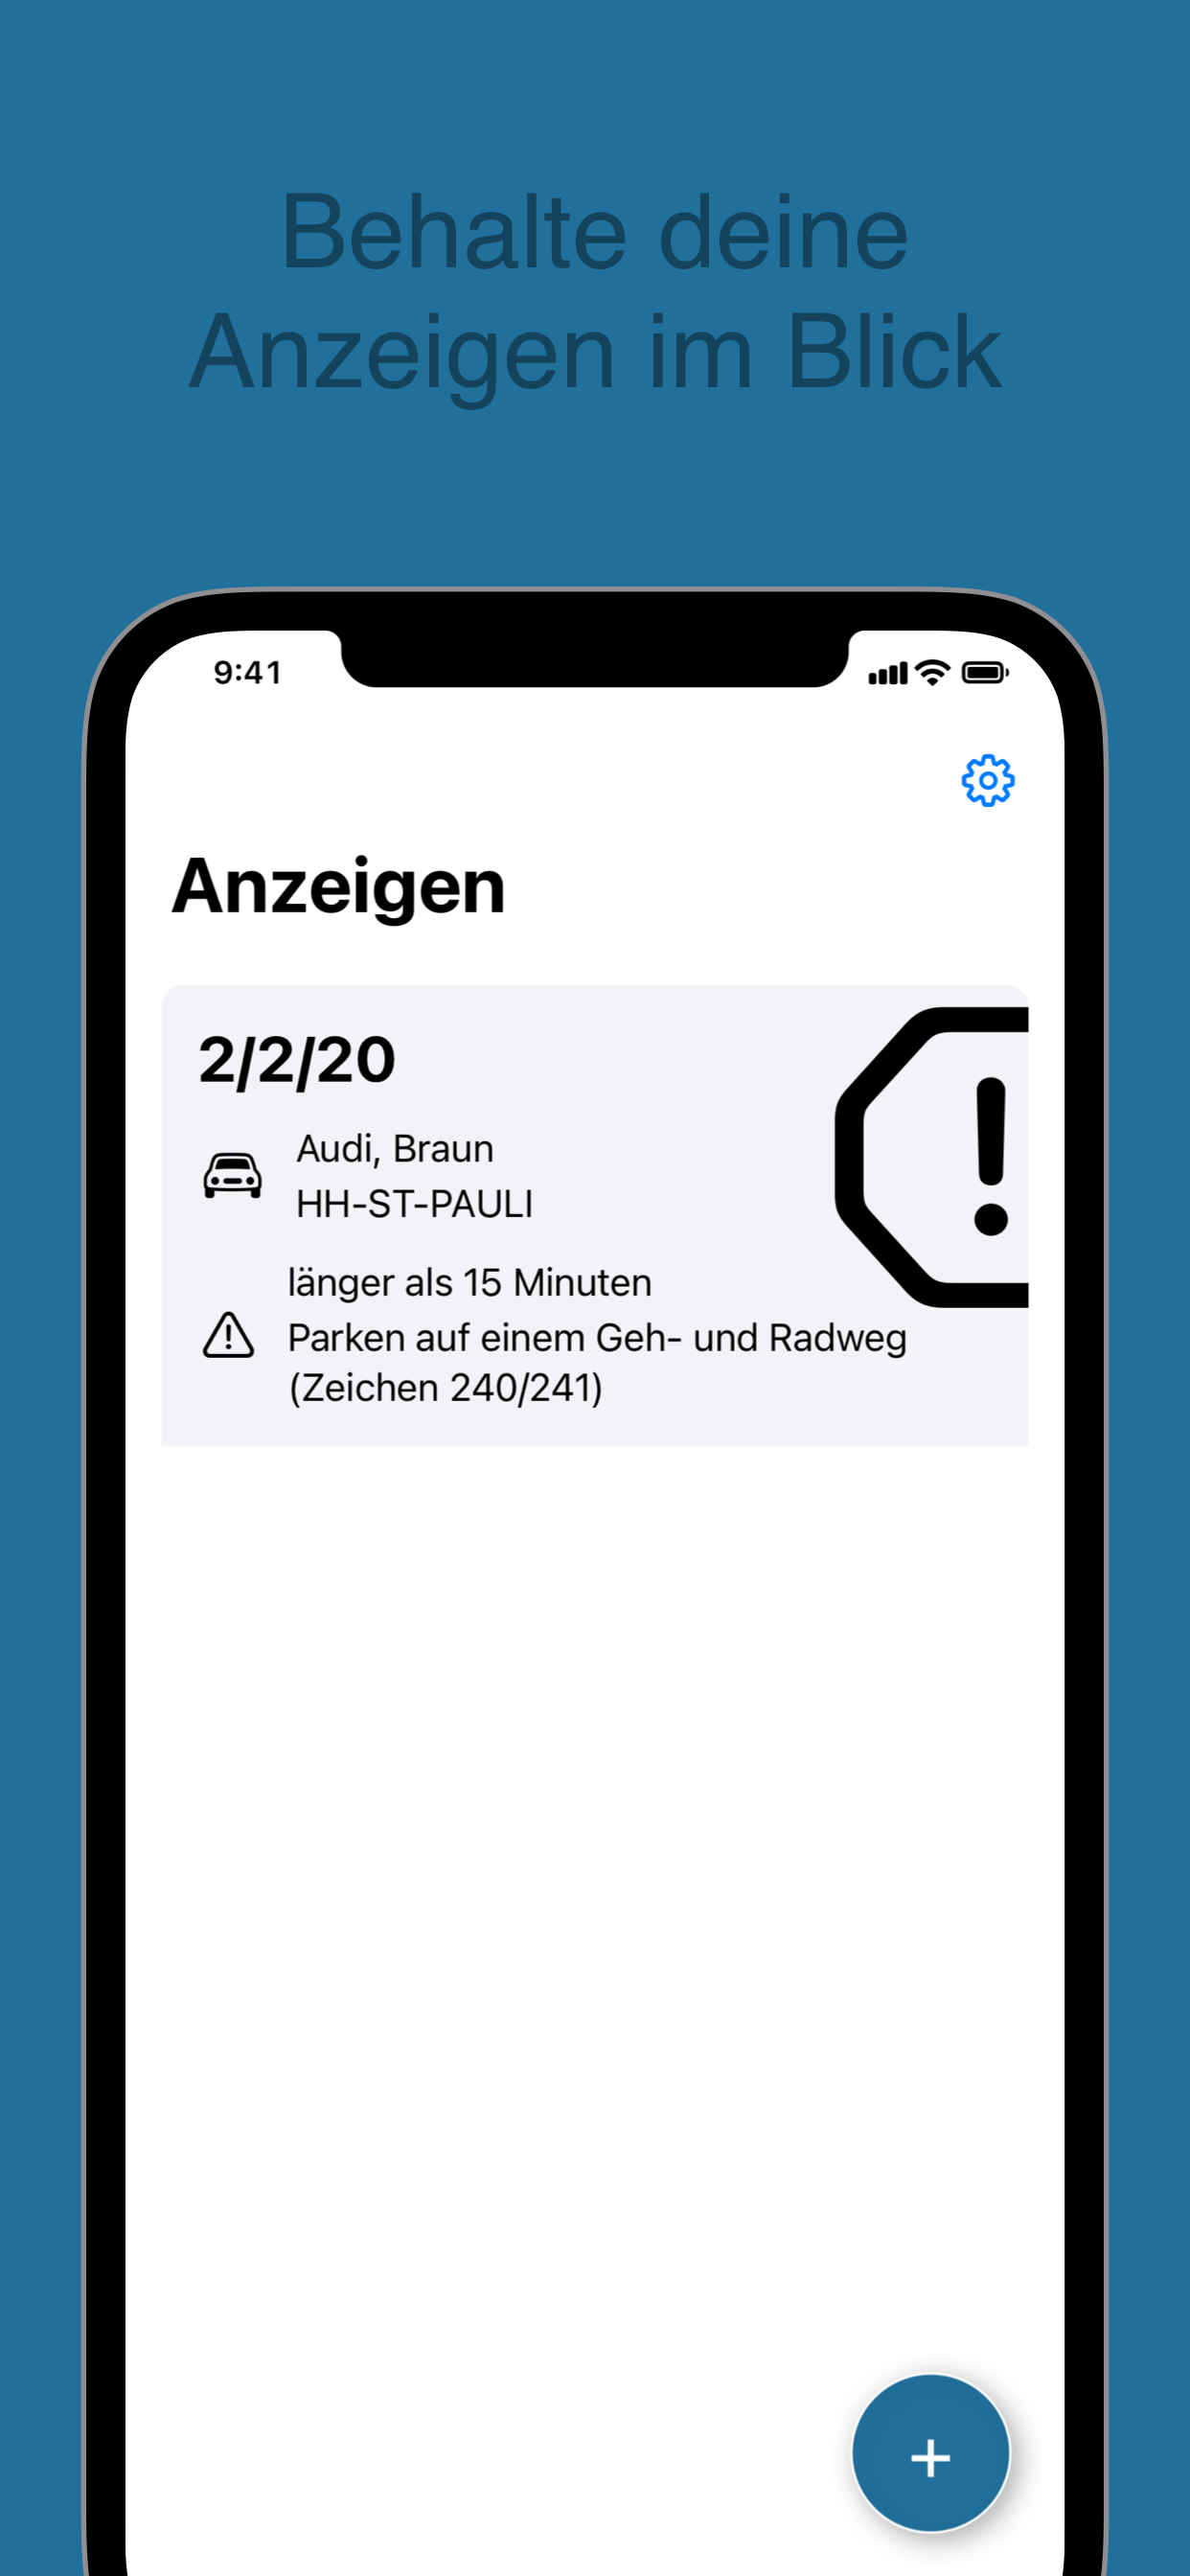 Behalte deine
Anzeigen im Blick
9:41
Anzeigen
2/2/20
Audi, Braun
HH-ST-PAULI
länger als 15 Minuten
Parken auf einem Geh- und Radweg
(Zeichen 240/241)